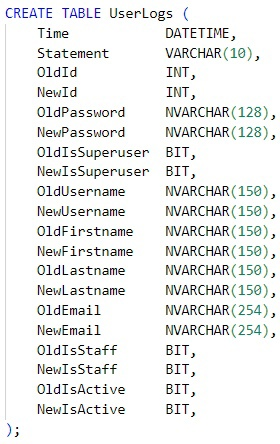 CREATE TABLE UserLogs (
    Time            DATETIME,
    Statement       VARCHAR(10),
    OldId           INT,
    NewId           INT,
    OldPassword     NVARCHAR(128),
    NewPassword     NVARCHAR(128),
    OldIsSuperuser  BIT,
    NewIsSuperuser  BIT,
    OldUsername     NVARCHAR(150),
    NewUsername     NVARCHAR(150),
    OldFirstname    NVARCHAR(150),
    NewFirstname    NVARCHAR(150),
    OldLastname     NVARCHAR(150),
    NewLastname     NVARCHAR(150),
    OldEmail        NVARCHAR(254),
    NewEmail        NVARCHAR(254),
    OldIsStaff      BIT,
    NewIsStaff      BIT,
    OldIsActive     BIT,
    NewIsActive     BIT,
);